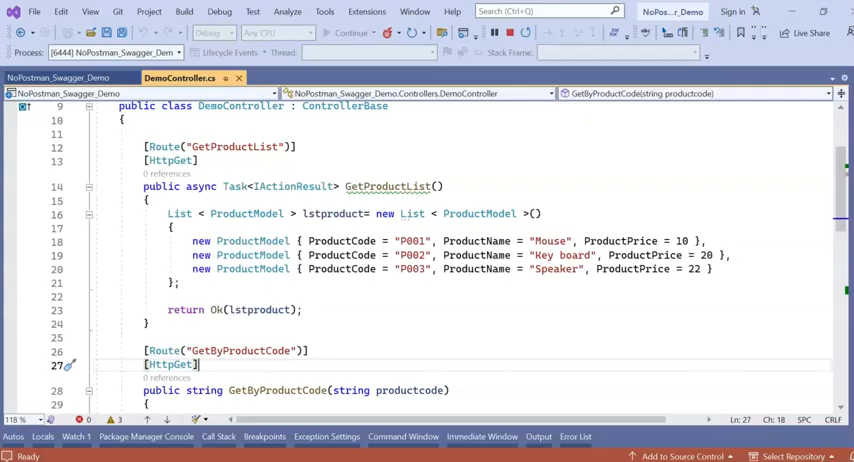 File Edit View Git Project Build Debug Test Analyze Tools Extensions Window Help Search (Ctrl+Q) NoPos...r_Demo Sign in
Debug Any CPU Continue Live Share
Process: [6444] NoPostman_Swagger_Dem Lifecycle Events Thread: Stack Frame:
NoPostman_Swagger_Demo DemoController.cs
NoPostman_Swagger_Demo NoPostman_Swagger_Demo.Controllers.DemoController GetByProductCode(string productcode)
9 public class DemoController : ControllerBase
10 {
11
12 [Route("GetProductList")]
13 [HttpGet]
0 references
14 public async Task<IActionResult> GetProductList()
15 {
16 List < ProductModel > lstproduct= new List < ProductModel >()
17 {
18 new ProductModel { ProductCode = "P001", ProductName = "Mouse", ProductPrice = 10 },
19 new ProductModel { ProductCode = "P002", ProductName = "Key board", ProductPrice = 20 },
20 new ProductModel { ProductCode = "P003", ProductName = "Speaker", ProductPrice = 22 }
21 };
22
23 return Ok(lstproduct);
24 }
25
26 [Route("GetByProductCode")]
27 [HttpGet]
0 references
28 public string GetByProductCode(string productcode)
29 {
118 % 0 3 Ln: 27 Ch: 18 SPC CRLF
Autos Locals Watch 1 Package Manager Console Call Stack Breakpoints Exception Settings Command Window Immediate Window Output Error List
Ready Add to Source Control Select Repository